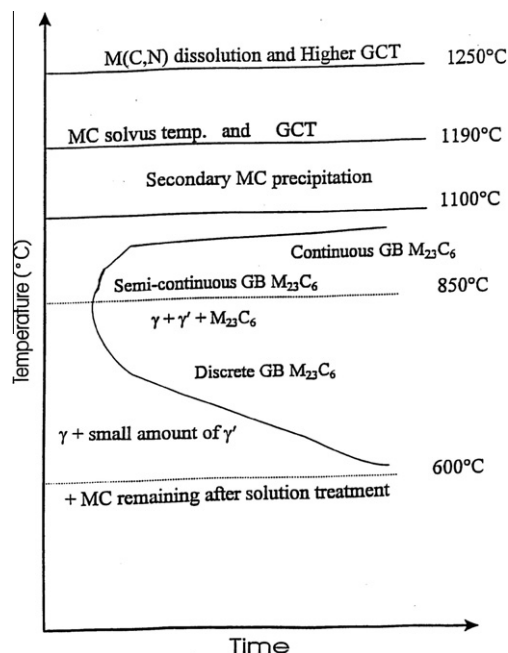 M(C,N) dissolution and Higher GCT 1250°C
MC solvus temp. and GCT 1190°C
Secondary MC precipitation
1100°C
Continuous GB M₂₃C₆
Semi-continuous GB M₂₃C₆ 850°C
γ + γ′ + M₂₃C₆
Discrete GB M₂₃C₆
γ + small amount of γ′
600°C
+ MC remaining after solution treatment
Temperature (°C)
Time